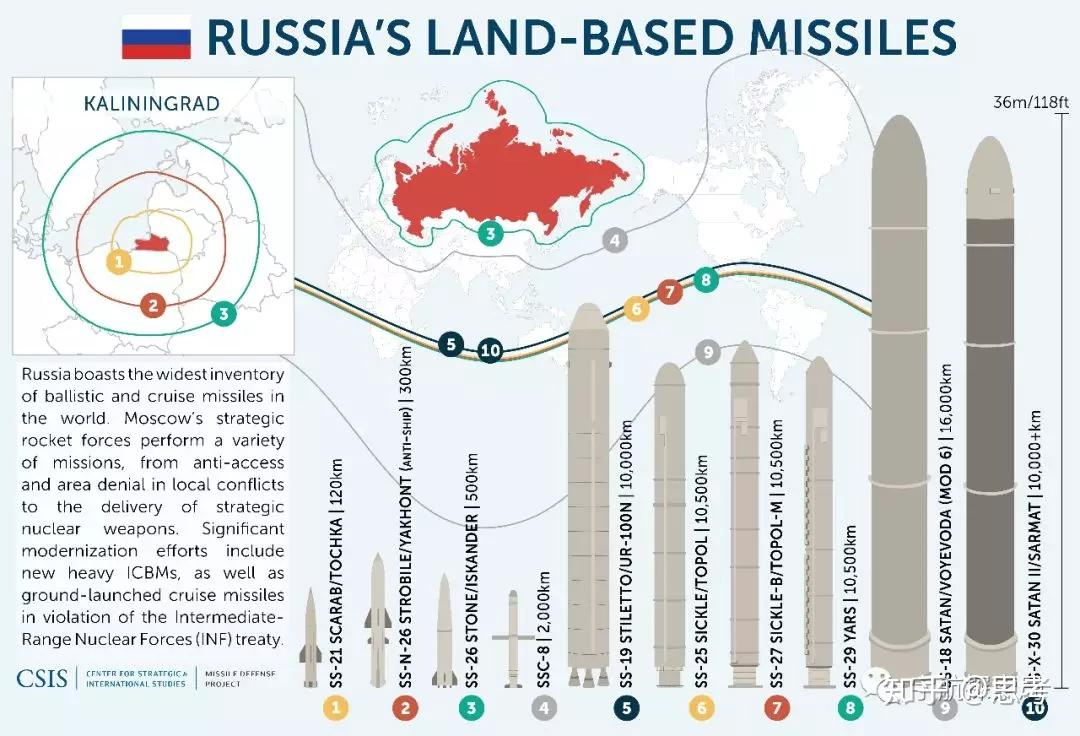 RUSSIA'S LAND-BASED MISSILES
KALININGRAD
1
2
3
3
4
5
10
6
7
8
9
36m/118ft
Russia boasts the widest inventory
of ballistic and cruise missiles in
the world. Moscow's strategic
rocket forces perform a variety
of missions, from anti-access
and area denial in local conflicts
to the delivery of strategic
nuclear weapons. Significant
modernization efforts include
new heavy ICBMs, as well as
ground-launched cruise missiles
in violation of the Intermediate-
Range Nuclear Forces (INF) treaty.
CSIS
CENTER FOR STRATEGIC &
INTERNATIONAL STUDIES
MISSILE DEFENSE
PROJECT
SS-21 SCARAB/TOCHKA | 120km
SS-N-26 STROBILE/YAKHONT (ANTI-SHIP) | 300km
SS-26 STONE/ISKANDER | 500km
SSC-8 | 2,000km
SS-19 STILETTO/UR-100N | 10,000km
SS-25 SICKLE/TOPOL | 10,500km
SS-27 SICKLE-B/TOPOL-M | 10,500km
SS-29 YARS | 10,500km
SS-18 SATAN/VOYEVODA (MOD 6) | 16,000km
SS-X-30 SATAN II/SARMAT | 10,000+km
1
2
3
4
5
6
7
8
9
10
知乎
@思考